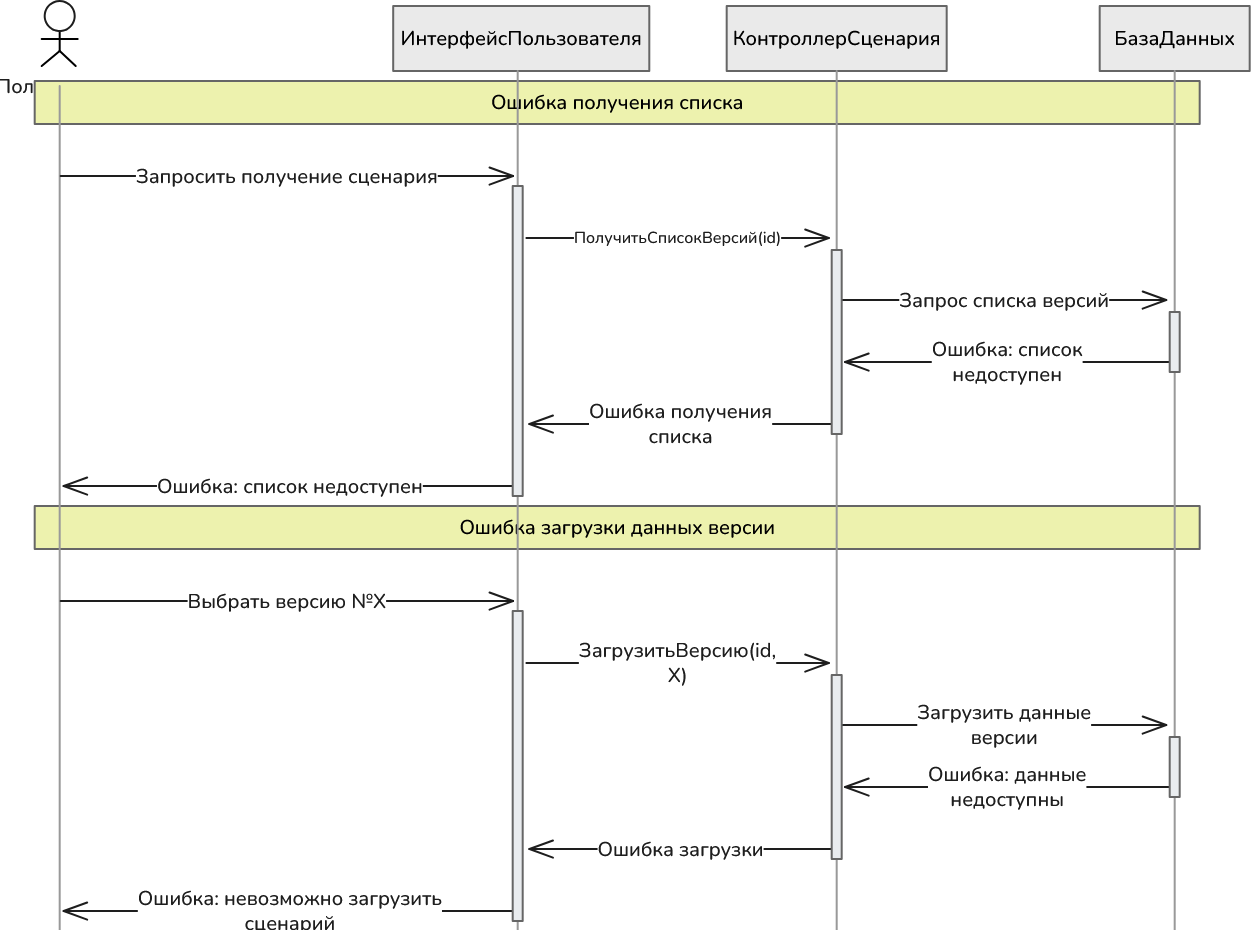 ИнтерфейсПользователя
КонтроллерСценария
БазаДанных
Пол
Ошибка получения списка
Запросить получение сценария
ПолучитьСписокВерсий(id)
Запрос списка версий
Ошибка: список
недоступен
Ошибка получения
списка
Ошибка: список недоступен
Ошибка загрузки данных версии
Выбрать версию №X
ЗагрузитьВерсию(id,
X)
Загрузить данные
версии
Ошибка: данные
недоступны
Ошибка загрузки
Ошибка: невозможно загрузить
сценарий